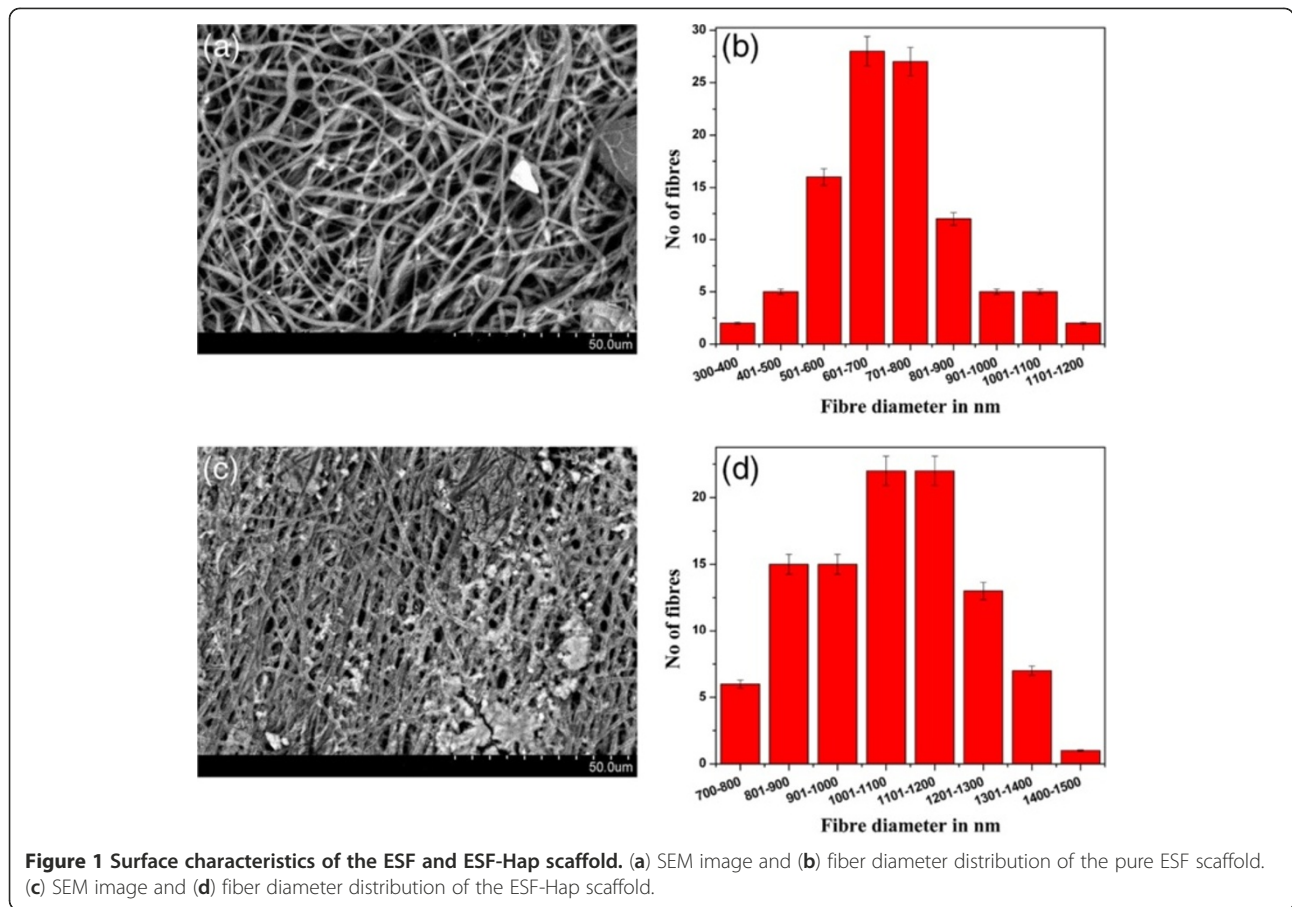 (a)
50.0um
(b)
No of fibres
30
25
20
15
10
5
0
300-400
401-500
501-600
601-700
701-800
801-900
901-1000
1001-1100
1101-1200
Fibre diameter in nm
(c)
50.0um
(d)
No of fibres
20
15
10
5
0
700-800
801-900
901-1000
1001-1100
1101-1200
1201-1300
1301-1400
1400-1500
Fibre diameter in nm
Figure 1 Surface characteristics of the ESF and ESF-Hap scaffold. (a) SEM image and (b) fiber diameter distribution of the pure ESF scaffold.
(c) SEM image and (d) fiber diameter distribution of the ESF-Hap scaffold.